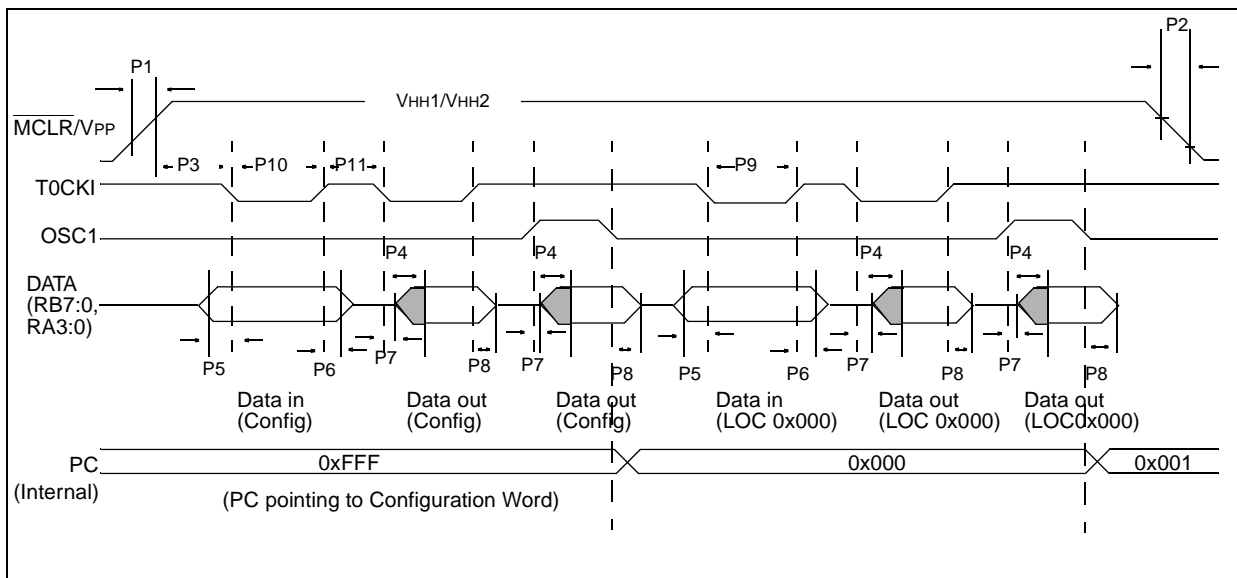 P2
P1
VHH1/VHH2
MCLR/VPP
P3 P10 P11 P9
T0CKI
OSC1
P4 P4 P4 P4
DATA
(RB7:0,
RA3:0)
P5 P6 P7 P8 P7 P8 P5 P6 P7 P8 P7 P8
Data in Data out Data out Data in Data out Data out
(Config) (Config) (Config) (LOC 0x000) (LOC 0x000) (LOC0x000)
PC 0xFFF 0x000 0x001
(Internal)
(PC pointing to Configuration Word)